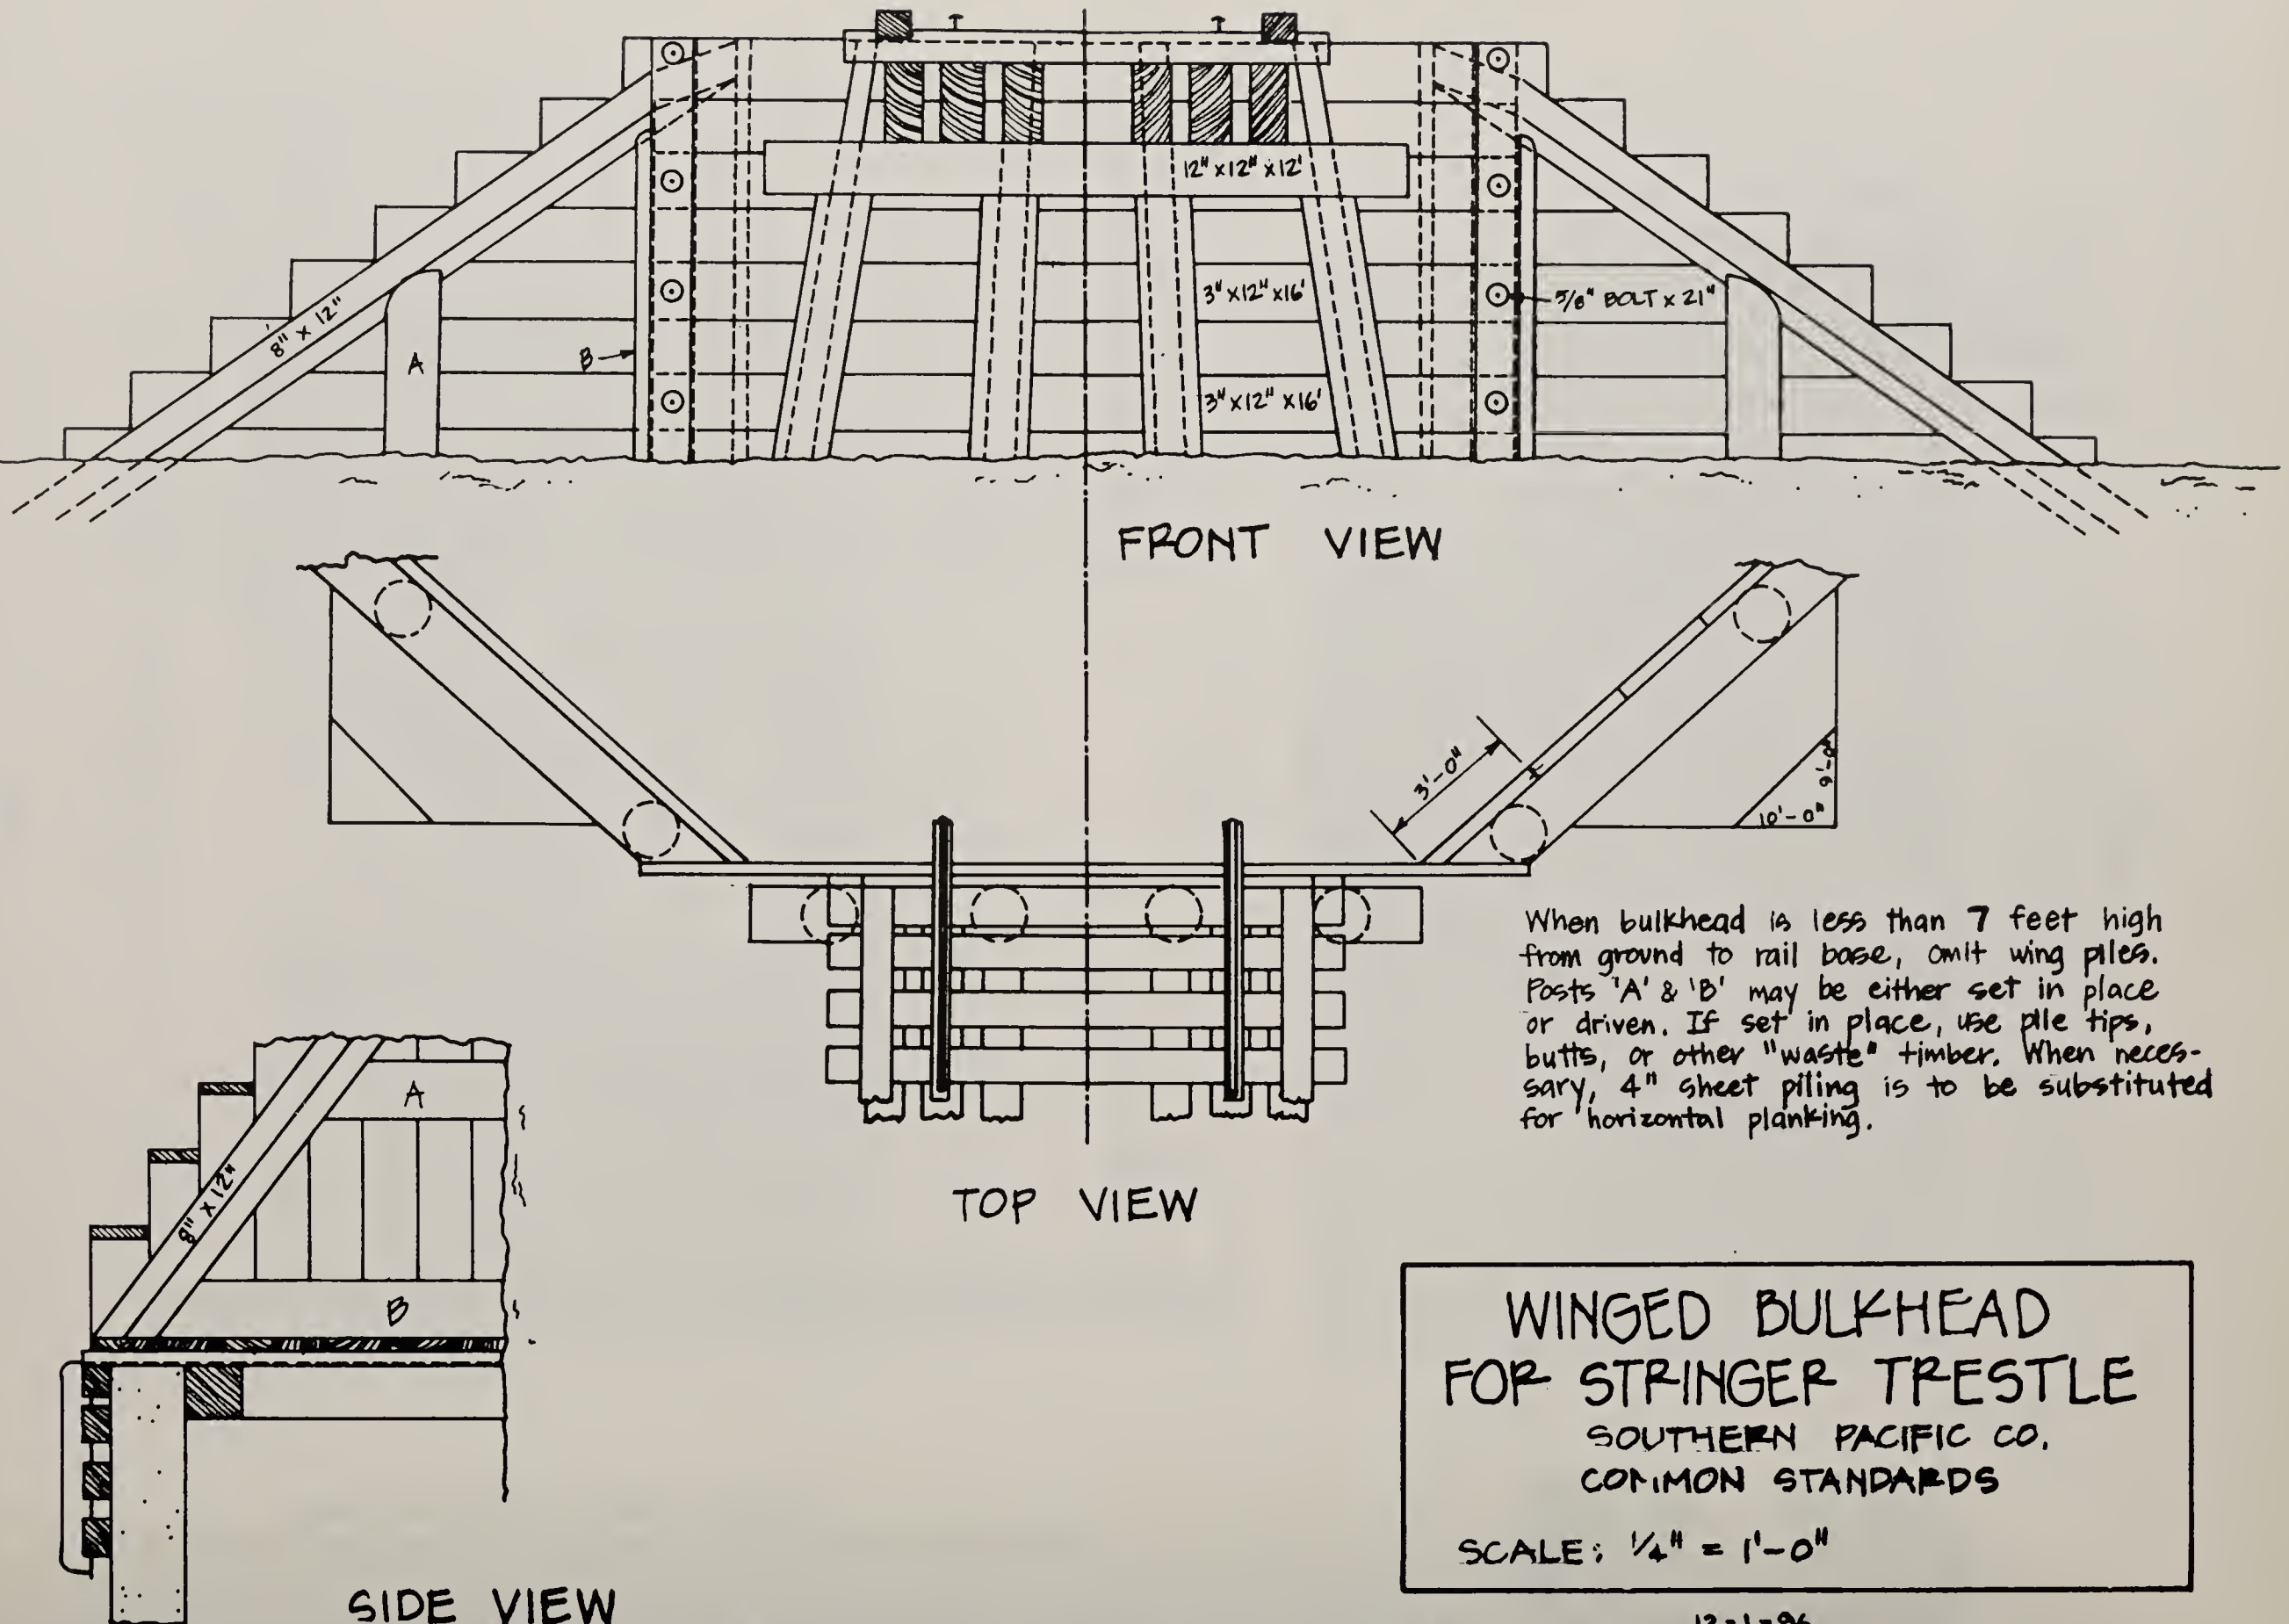 12" x 12" x 12'
3" x 12" x 16'
5/8" BOLT x 21"
8" x 12"
A
B
3" x 12" x 16'
FRONT VIEW
3'-0"
9'-0"
10'-0"
When bulkhead is less than 7 feet high
from ground to rail base, omit wing piles.
Posts 'A' & 'B' may be either set in place
or driven. If set in place, use pile tips,
butts, or other "waste" timber. When neces-
sary, 4" sheet piling is to be substituted
for horizontal planking.
TOP VIEW
A
8" x 12"
B
SIDE VIEW
WINGED BULKHEAD
FOR STRINGER TRESTLE
SOUTHERN PACIFIC CO.
COMMON STANDARDS
SCALE: 1/4" = 1'-0"
12-1-96